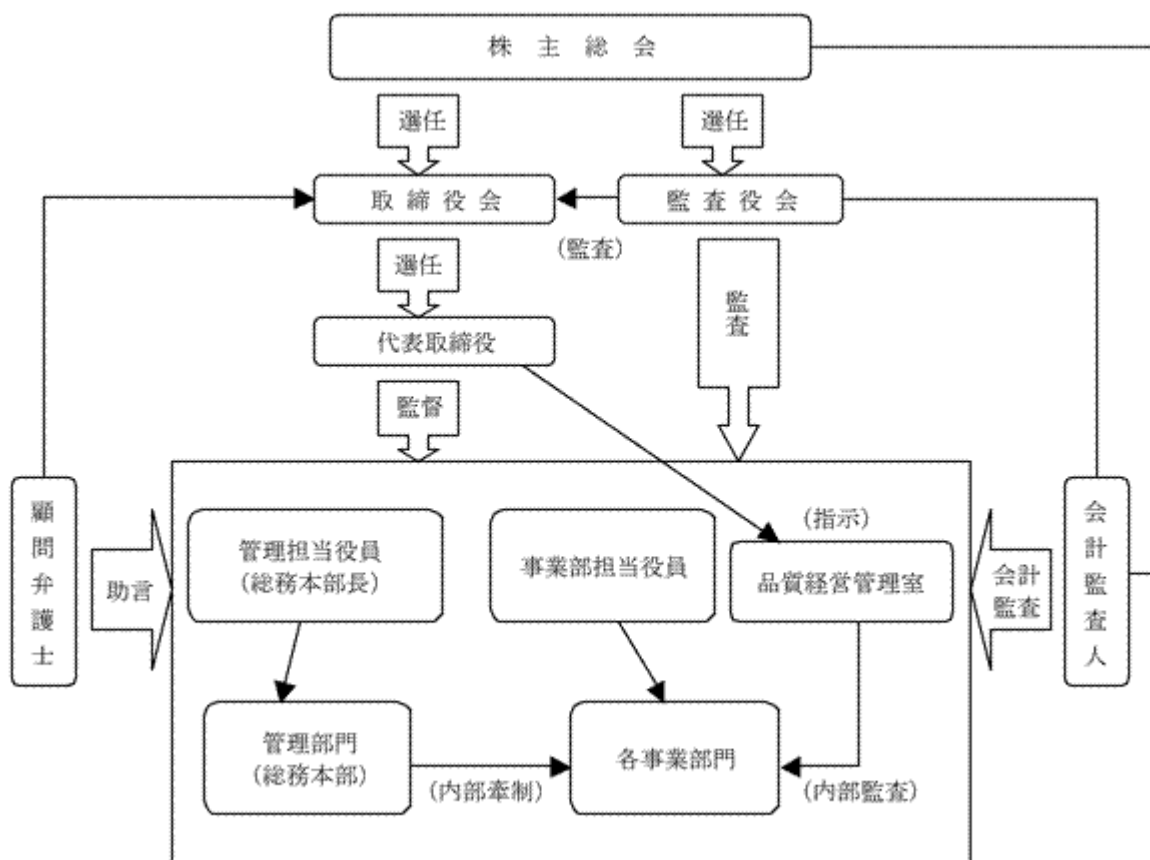 株主総会
選任
選任
取締役会
監査役会
(監査)
選任
監査
代表取締役
監督
顧問弁護士
助言
管理担当役員
(総務本部長)
事業部担当役員
(指示)
品質経営管理室
会計
監査
会計監査人
管理部門
(総務本部)
(内部牽制)
各事業部門
(内部監査)